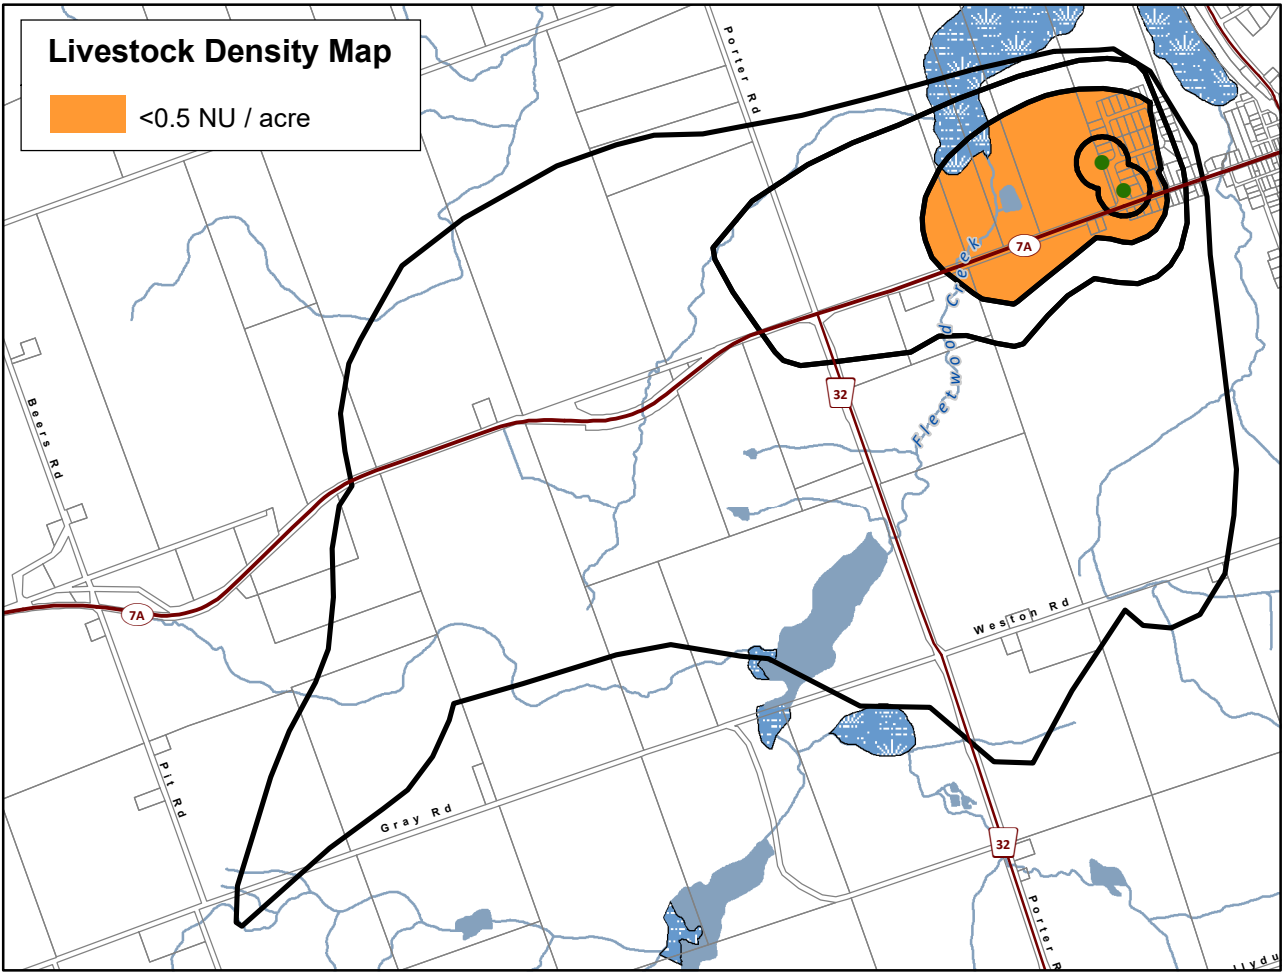 Livestock Density Map
<0.5 NU / acre
Porter Rd
7A
Fleetwood Creek
32
Beers Rd
7A
Weston Rd
Pit Rd
Gray Rd
32